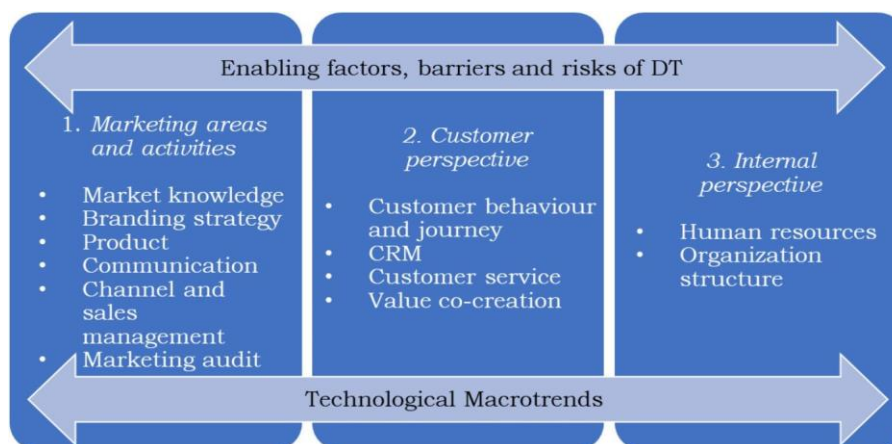 Enabling factors, barriers and risks of DT
1. Marketing areas
and activities
• Market knowledge
• Branding strategy
• Product
• Communication
• Channel and
sales
management
• Marketing audit
2. Customer
perspective
• Customer behaviour
and journey
• CRM
• Customer service
• Value co-creation
3. Internal
perspective
• Human resources
• Organization
structure
Technological Macrotrends